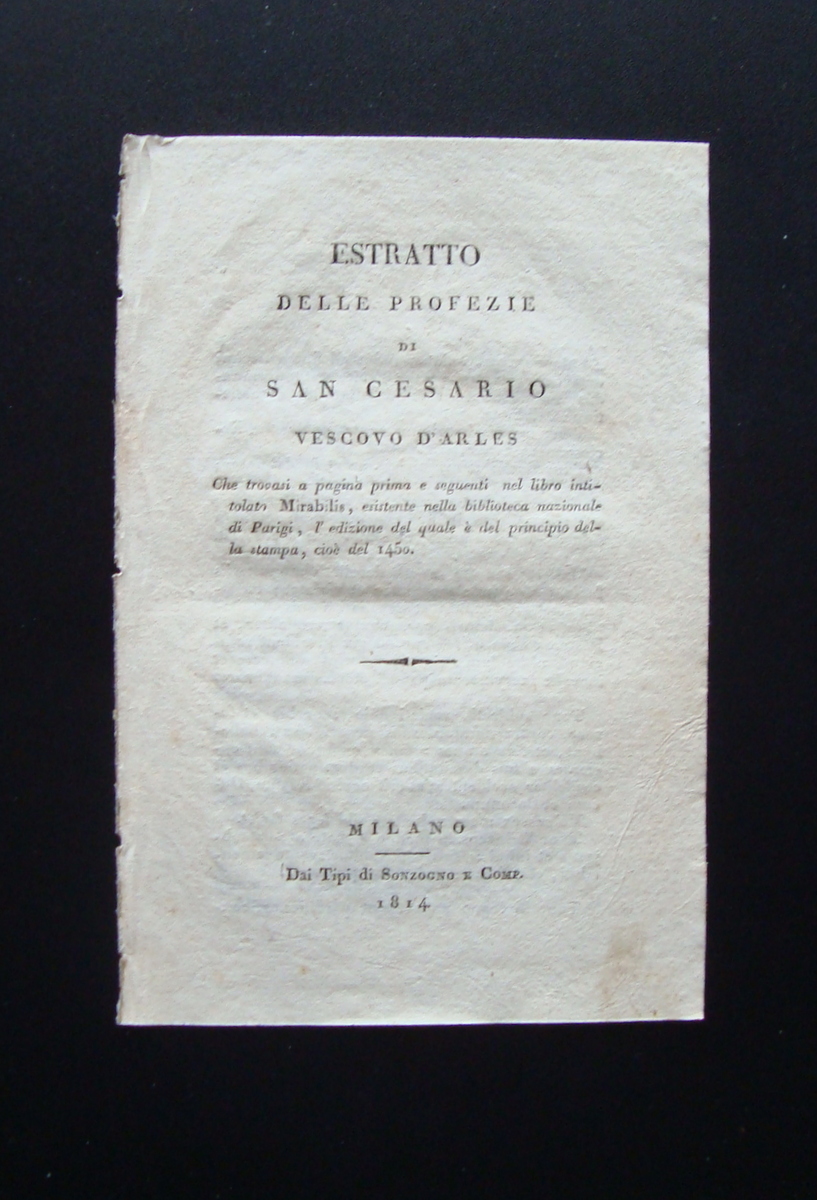 ESTRATTO
DELLE PROFEZIE
DI
SAN CESARIO
VESCOVO D'ARLES
Che trovasi a pagina prima e seguenti nel libro inti-
tolato Mirabilis, esistente nella biblioteca nazionale
di Parigi, l'edizione del quale è del principio del-
la stampa, cioè del 1450.
MILANO
Dai Tipi di SONZOGNO E COMP.
1814